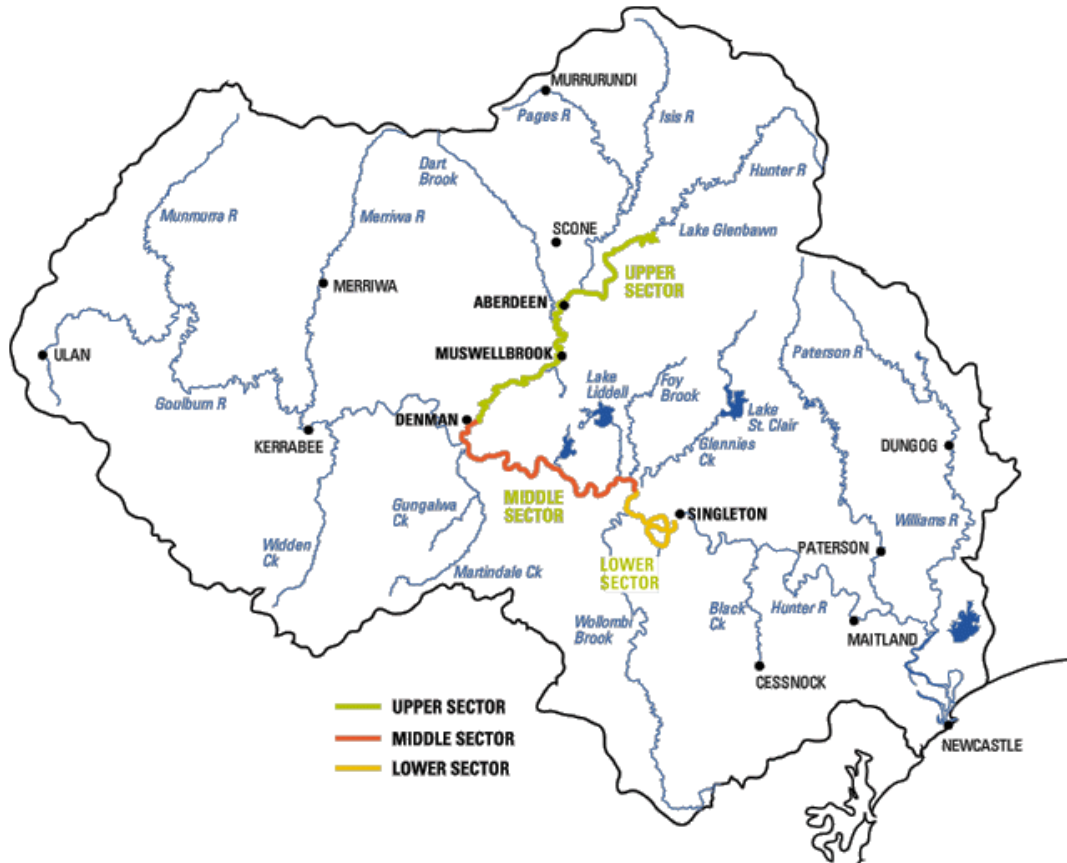 MURRURUNDI
Pages R
Isis R
Dart
Brook
Hunter R
Munmurra R
Merriwa R
SCONE
Lake Glenbawn
UPPER
SECTOR
MERRIWA
ABERDEEN
ULAN
MUSWELLBROOK
Paterson R
Lake
Liddell
Foy
Brook
Goulburn R
Lake
St. Clair
DENMAN
KERRABEE
Glennies
Ck
DUNGOG
MIDDLE
SECTOR
Gungalwa
Ck
SINGLETON
Williams R
Widden
Ck
PATERSON
LOWER
SECTOR
Martindale Ck
Black
Ck
Hunter R
Wollombi
Brook
MAITLAND
CESSNOCK
UPPER SECTOR
MIDDLE SECTOR
LOWER SECTOR
NEWCASTLE